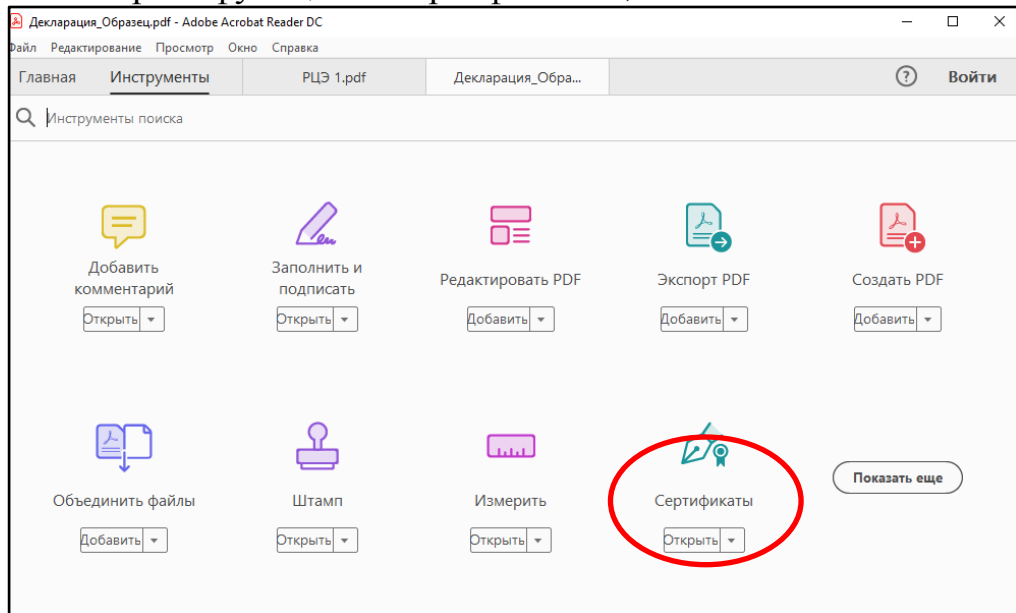 Декларация_Образец.pdf - Adobe Acrobat Reader DC
Файл Редактирование Просмотр Окно Справка
Главная Инструменты РЦЭ 1.pdf Декларация_Обра... ? Войти
Инструменты поиска
Добавить комментарий
Заполнить и подписать
Редактировать PDF
Экспорт PDF
Создать PDF
Открыть Открыть Добавить Добавить Добавить
Объединить файлы Штамп Измерить Сертификаты Показать еще
Добавить Открыть Открыть Открыть